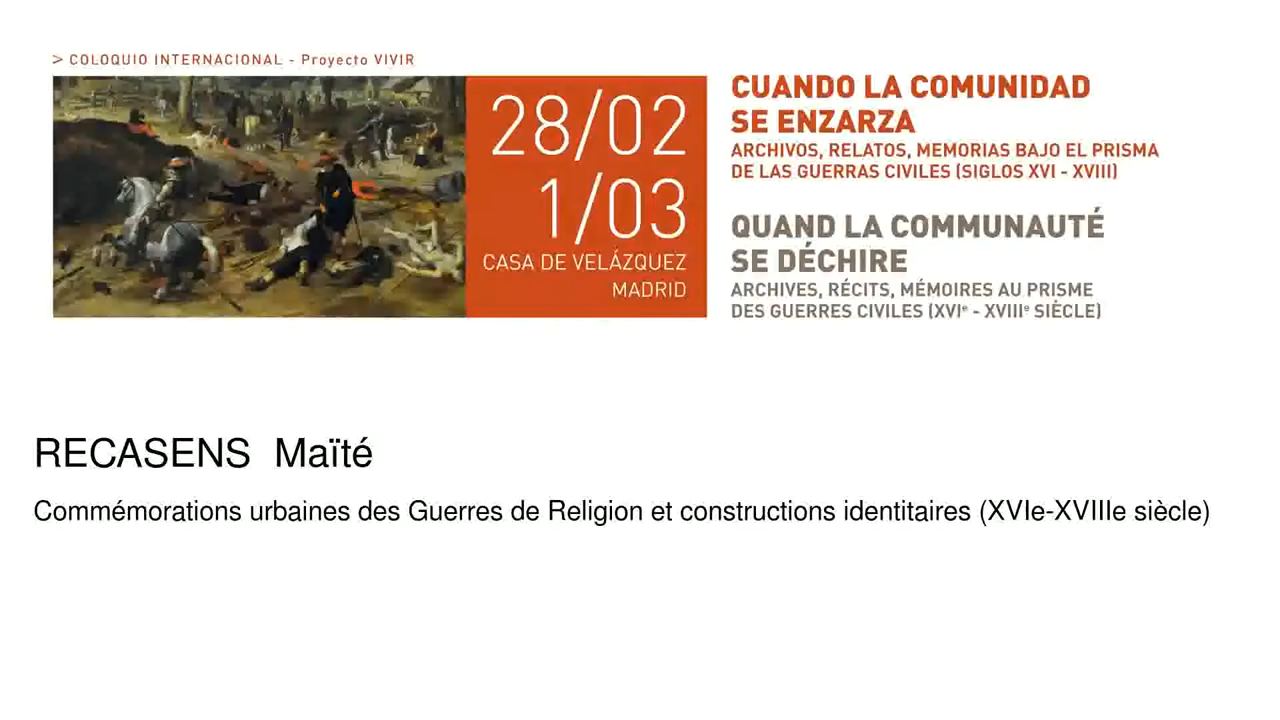 > COLOQUIO INTERNACIONAL - Proyecto VIVIR
28/02
1/03
CASA DE VELÁZQUEZ
MADRID
CUANDO LA COMUNIDAD
SE ENZARZA
ARCHIVOS, RELATOS, MEMORIAS BAJO EL PRISMA
DE LAS GUERRAS CIVILES (SIGLOS XVI - XVIII)
QUAND LA COMMUNAUTÉ
SE DÉCHIRE
ARCHIVES, RÉCITS, MÉMOIRES AU PRISME
DES GUERRES CIVILES (XVIe - XVIIIe SIÈCLE)
RECASENS Maïté
Commémorations urbaines des Guerres de Religion et constructions identitaires (XVIe-XVIIIe siècle)